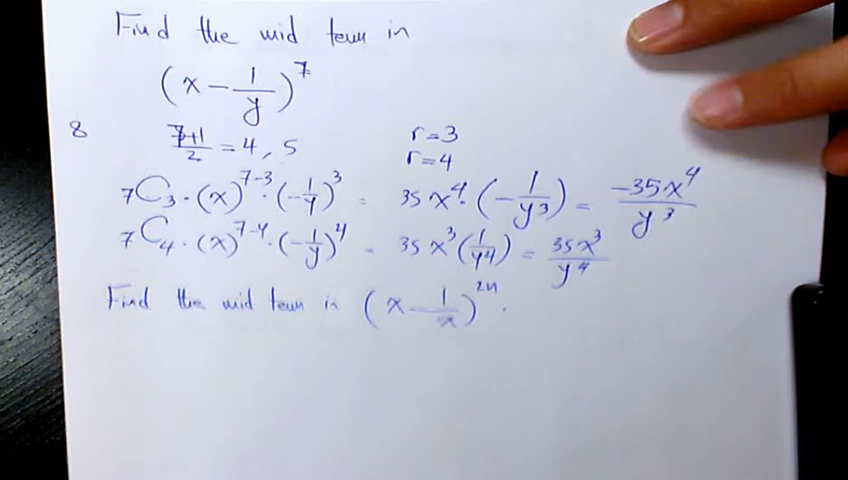 Find the mid term in
(x - 1/y)^7
8
7+1/2 = 4, 5
r=3
r=4
7C3 · (x)^7-3 · (-1/y)^3 = 35x^4 · (-1/y^3) = -35x^4/y^3
7C4 · (x)^7-4 · (-1/y)^4 = 35x^3 (1/y^4) = 35x^3/y^4
Find the mid term in (x - 1/x)^2n .